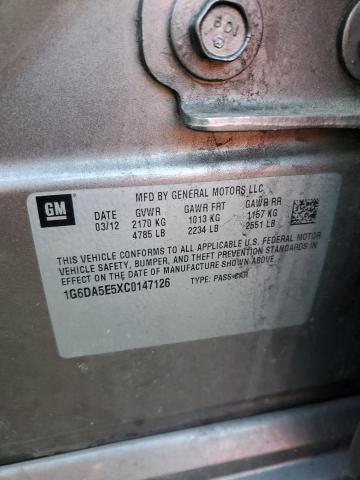 MFD BY GENERAL MOTORS LLC
GM
DATE GVWR GAWR FRT GAWR RR
03/12 2170 KG 1013 KG 1157 KG
4785 LB 2234 LB 2551 LB
THIS VEHICLE CONFORMS TO ALL APPLICABLE U.S. FEDERAL MOTOR
VEHICLE SAFETY, BUMPER, AND THEFT PREVENTION STANDARDS IN
EFFECT ON THE DATE OF MANUFACTURE SHOWN ABOVE.
1G6DA5E5XC0147126 TYPE: PASS CAR